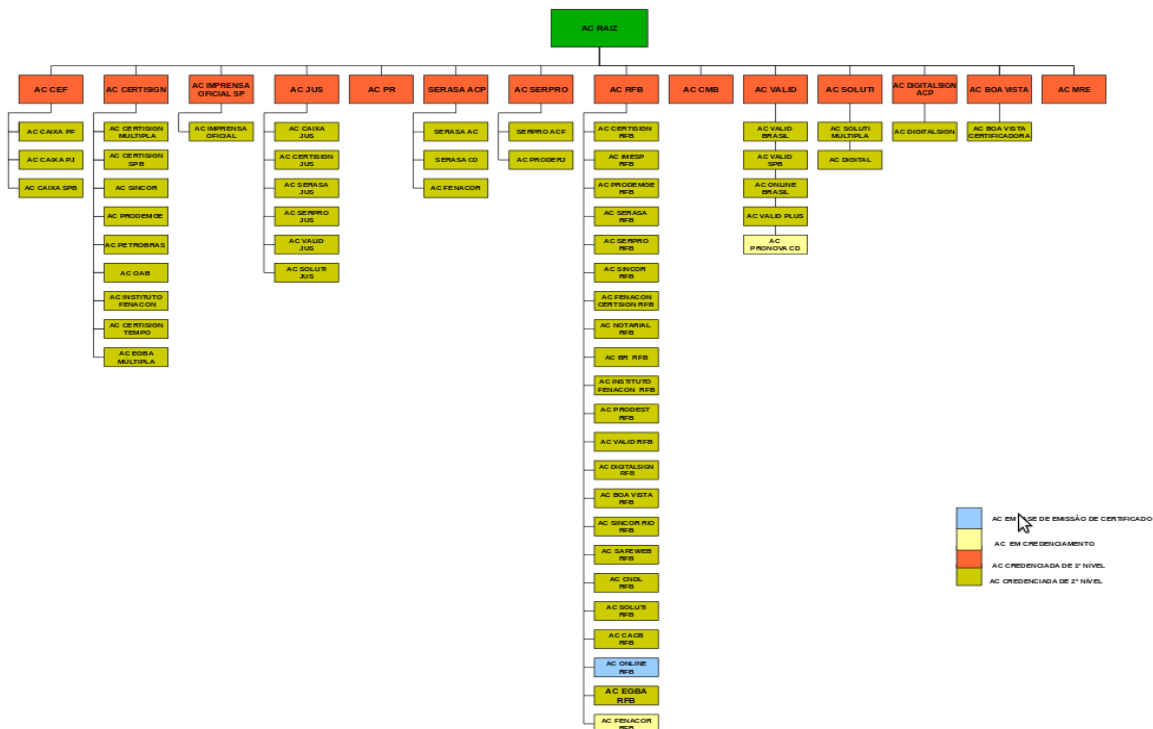 AC RAIZ
AC CEF
AC CERTISIGN
AC IMPRENSA
OFICIAL SP
AC JUS
AC PR
SERASA ACP
AC SERPRO
AC RFB
AC CMB
AC VALID
AC SOLUTI
AC DIGITALSIGN
ACP
AC BOA VISTA
AC MRE
AC CAIXA PF
AC CAIXA PJ
AC CAIXA SPB
AC CERTISIGN
MULTIPLA
AC CERTISIGN
SPB
AC SINCOR
AC PRODEMGE
AC PETROBRAS
AC OAB
AC INSTITUTO
FENACON
AC CERTISIGN
TEMPO
AC EGBA
MÚLTIPLA
AC IMPRENSA
OFICIAL
AC CAIXA
JUS
AC CERTISIGN
JUS
AC SERASA
JUS
AC SERPRO
JUS
AC VALID
JUS
AC SOLUTI
JUS
SERASA AC
SERASA CD
AC FENACOR
SERPRO ACF
AC PRODERJ
AC CERTISIGN
RFB
AC IMESP
RFB
AC PRODEMGE
RFB
AC SERASA
RFB
AC SERPRO
RFB
AC SINCOR
RFB
AC FENACON
CERTSIGN RFB
AC NOTARIAL
RFB
AC BR RFB
AC INSTITUTO
FENACON RFB
AC PRODEST
RFB
AC VALID RFB
AC DIGITALSIGN
RFB
AC BOA VISTA
RFB
AC SINCOR RIO
RFB
AC SAFEWEB
RFB
AC CNDL
RFB
AC SOLUTI
RFB
AC CACB
RFB
AC ONLINE
RFB
AC EGBA
RFB
AC FENACOR
RFB
AC VALID
BRASIL
AC VALID
SPB
AC ONLINE
BRASIL
AC VALID PLUS
AC
PRONOVA CD
AC SOLUTI
MULTIPLA
AC DIGITAL
AC DIGITALSIGN
AC BOA VISTA
CERTIFICADORA
AC EM DE EMISSÃO DE CERTIFICADO
AC EM CREDENCIAMENTO
AC CREDENCIADA DE 1º NÍVEL
AC CREDENCIADA DE 2º NÍVEL